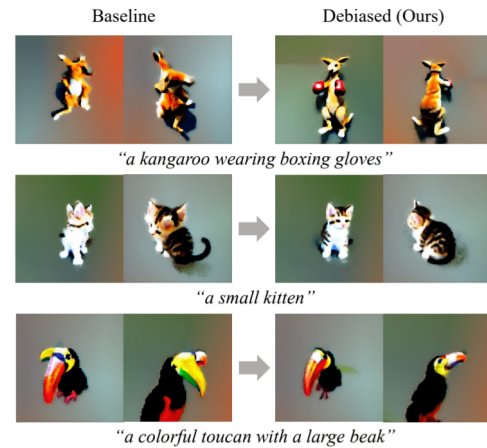 Baseline Debiased (Ours)
“a kangaroo wearing boxing gloves”
“a small kitten”
“a colorful toucan with a large beak”